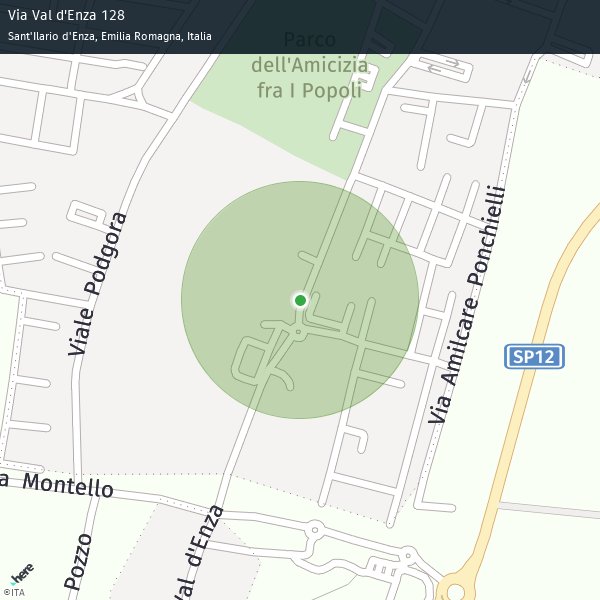 Via Val d'Enza 128
Sant'Ilario d'Enza, Emilia Romagna, Italia
Parco
dell'Amicizia
fra I Popoli
Viale Podgora
Via Amilcare Ponchielli
SP12
a Montello
Val d'Enza
Pozzo
here
©ITA